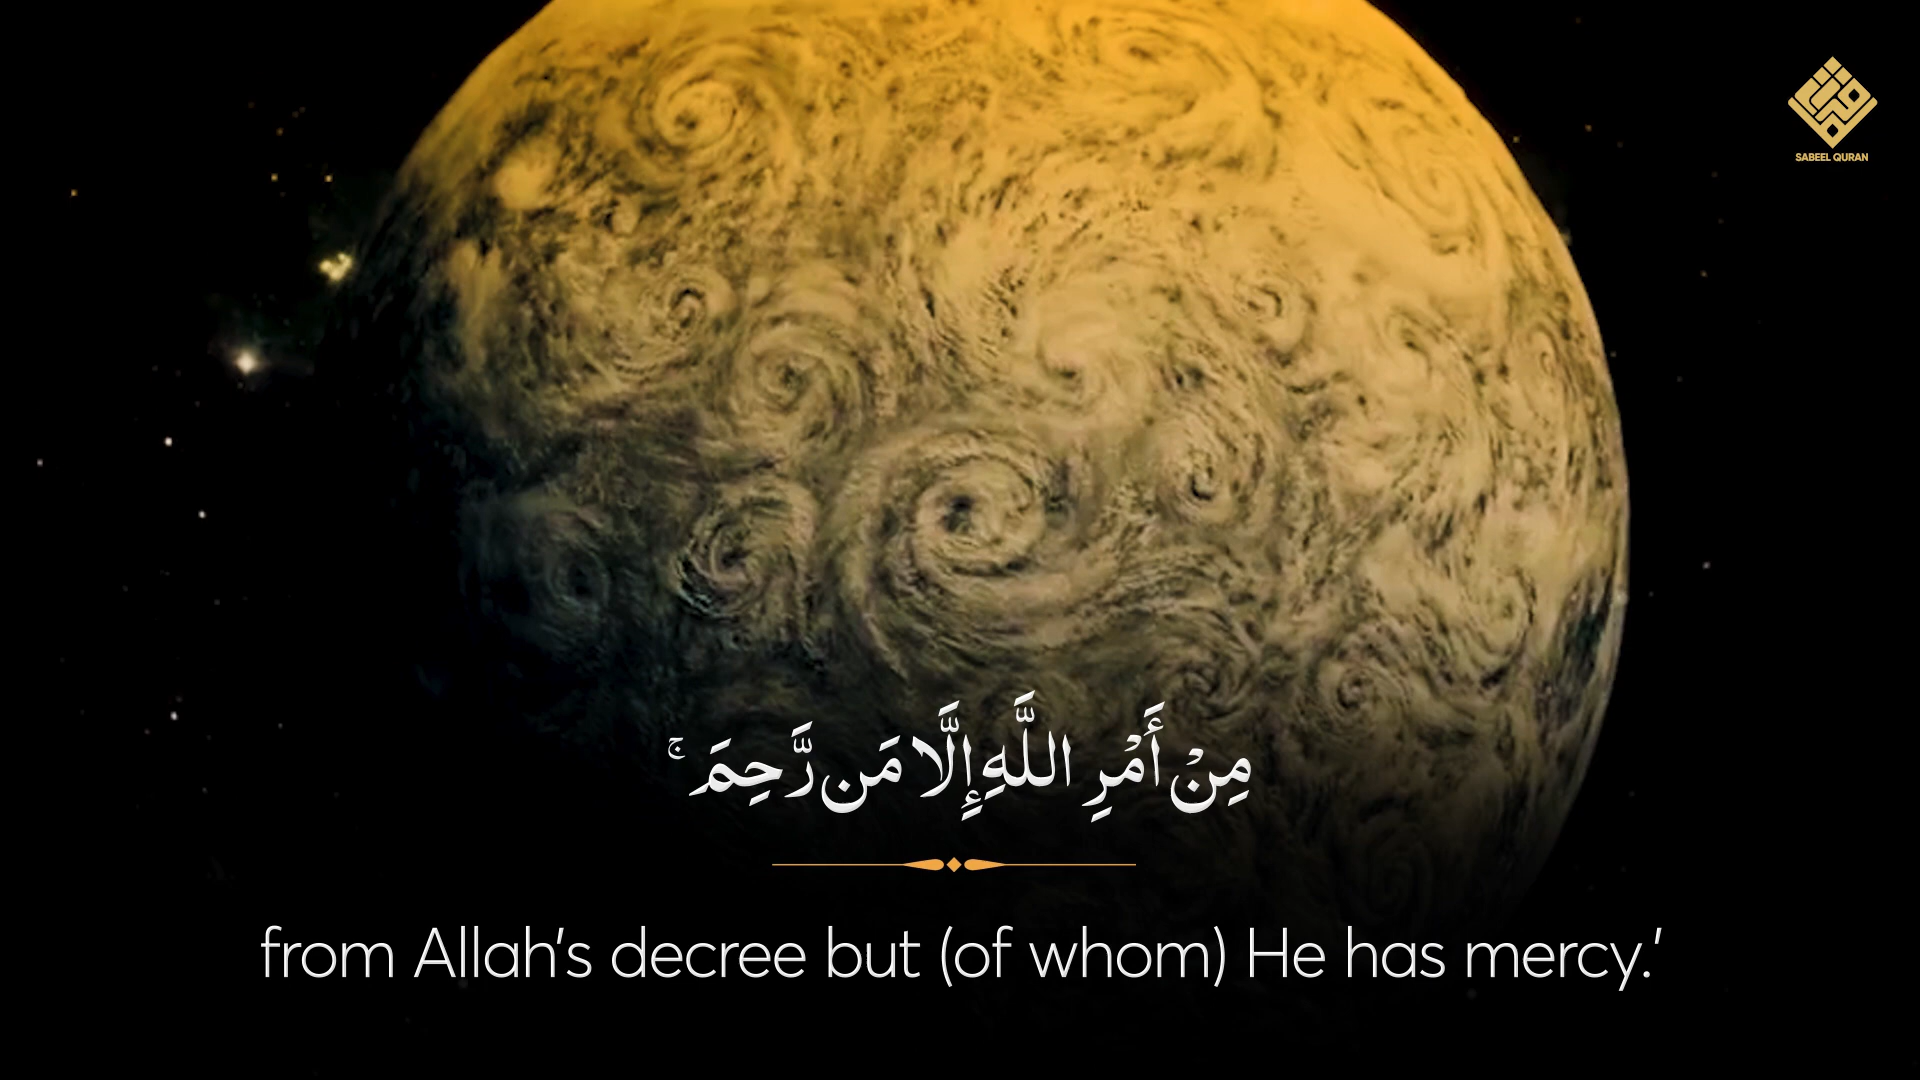 SABEEL QURAN
مِنْ أَمْرِ اللَّهِ إِلَّا مَن رَّحِمَ ۚ
from Allah's decree but (of whom) He has mercy.'